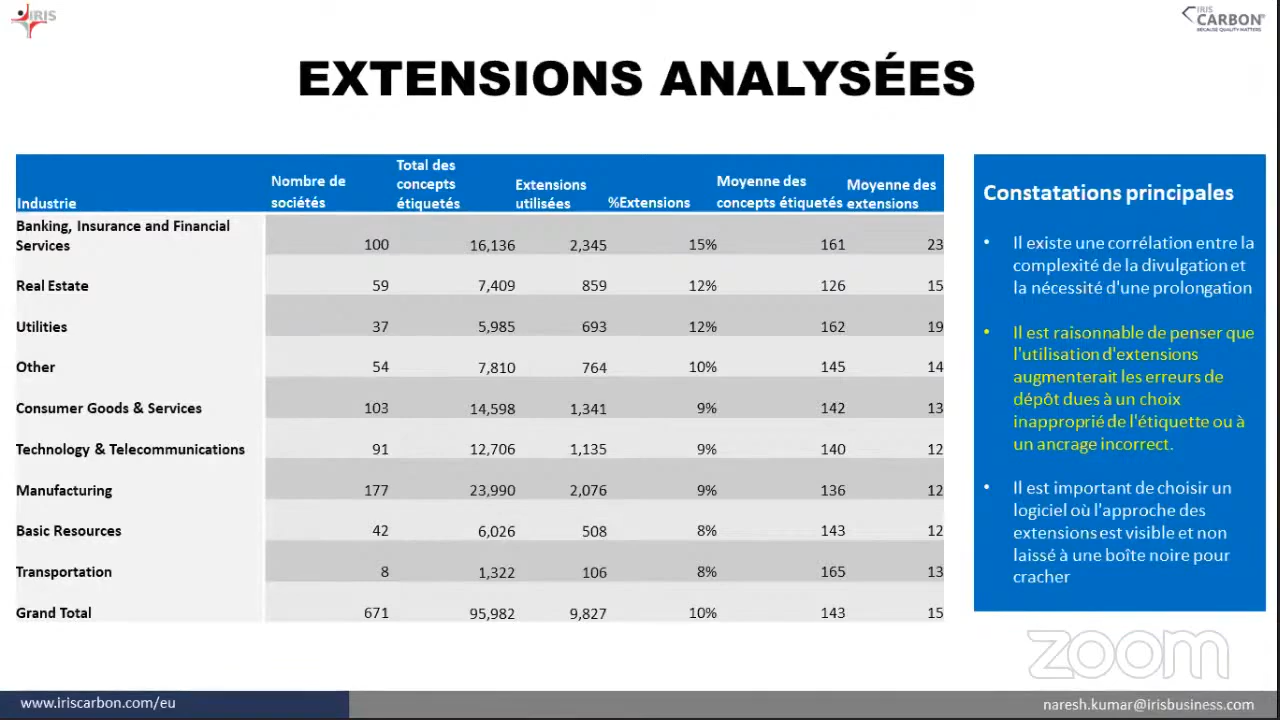 IRIS
IRIS
CARBON®
BECAUSE QUALITY MATTERS
EXTENSIONS ANALYSÉES
Industrie Nombre de sociétés Total des concepts étiquetés Extensions utilisées %Extensions Moyenne des concepts étiquetés Moyenne des extensions
Banking, Insurance and Financial Services 100 16,136 2,345 15% 161 23
Real Estate 59 7,409 859 12% 126 15
Utilities 37 5,985 693 12% 162 19
Other 54 7,810 764 10% 145 14
Consumer Goods & Services 103 14,598 1,341 9% 142 13
Technology & Telecommunications 91 12,706 1,135 9% 140 12
Manufacturing 177 23,990 2,076 9% 136 12
Basic Resources 42 6,026 508 8% 143 12
Transportation 8 1,322 106 8% 165 13
Grand Total 671 95,982 9,827 10% 143 15
Constatations principales
• Il existe une corrélation entre la
complexité de la divulgation et
la nécessité d'une prolongation
• Il est raisonnable de penser que
l'utilisation d'extensions
augmenterait les erreurs de
dépôt dues à un choix
inapproprié de l'étiquette ou à
un ancrage incorrect.
• Il est important de choisir un
logiciel où l'approche des
extensions est visible et non
laissé à une boîte noire pour
cracher
zoom
www.iriscarbon.com/eu
naresh.kumar@irisbusiness.com